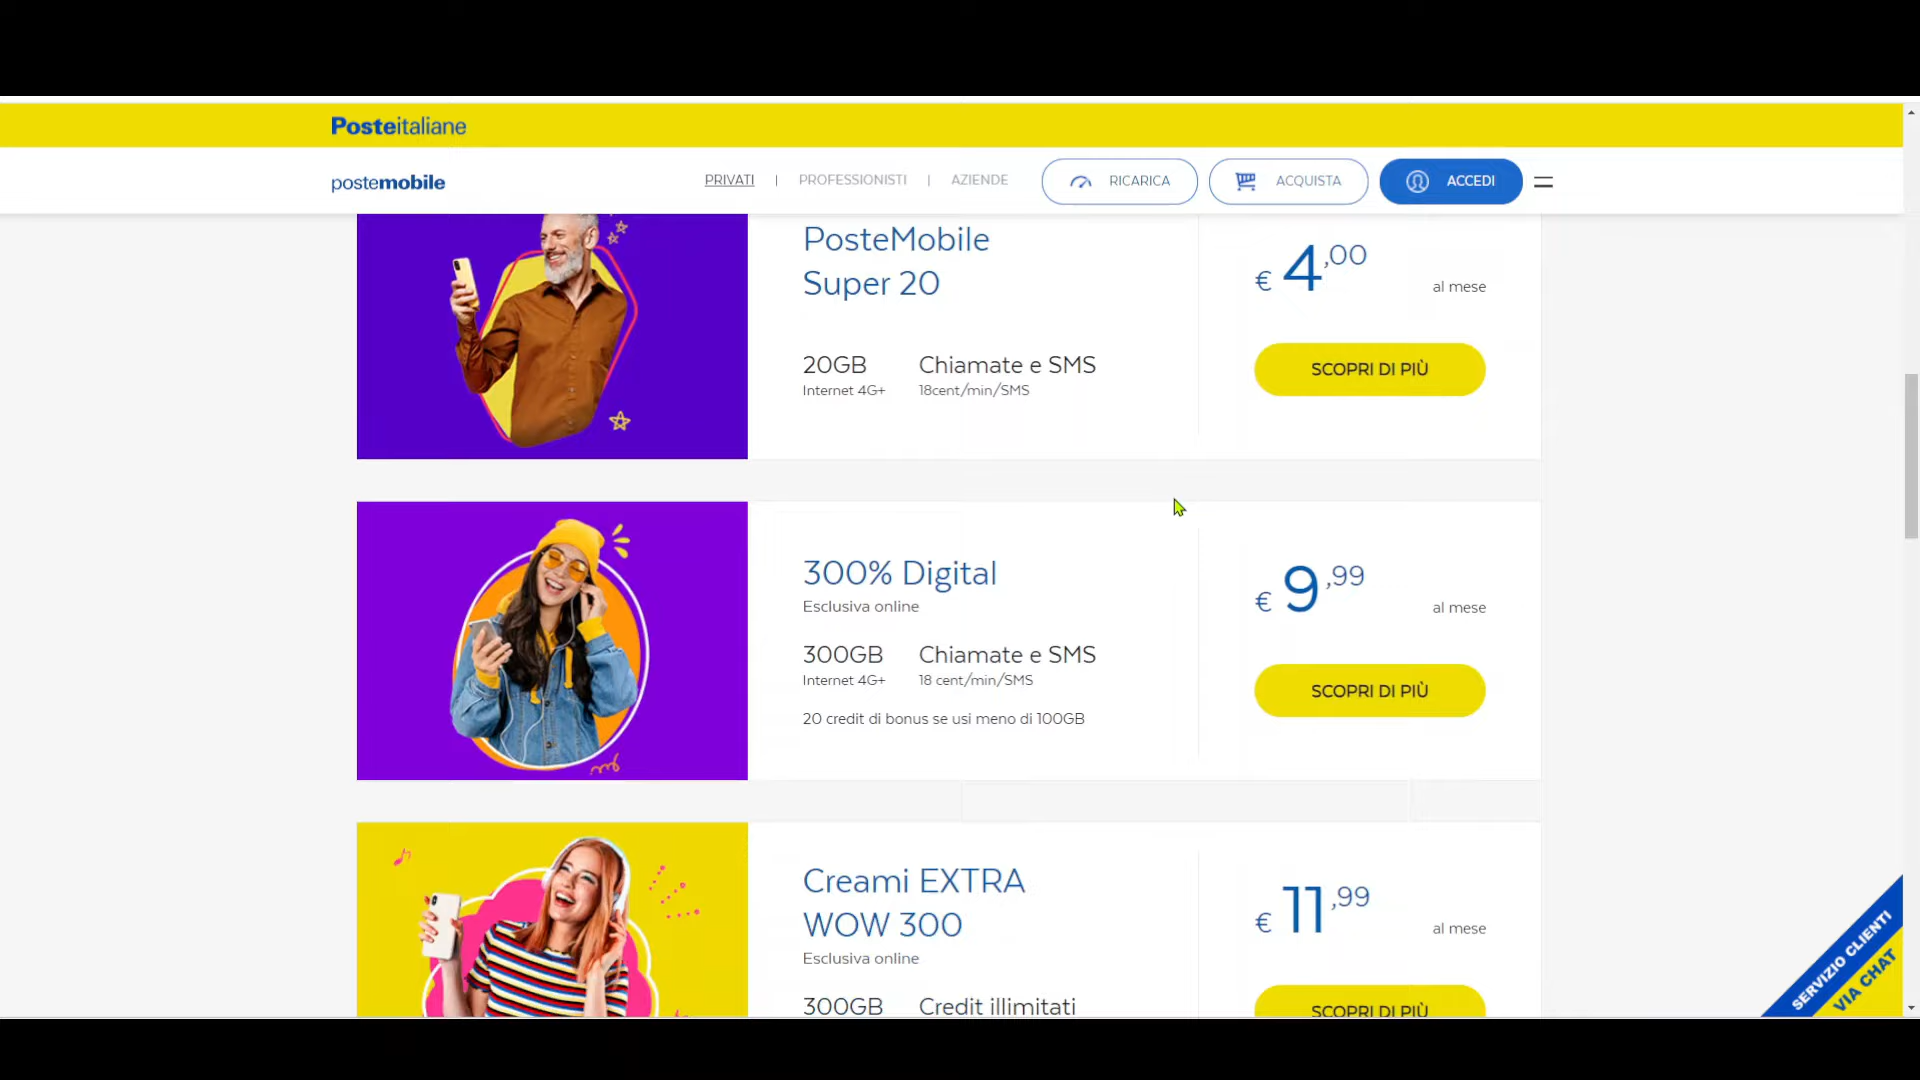 Posteitaliane
postemobile
PRIVATI | PROFESSIONISTI | AZIENDE
RICARICA
ACQUISTA
ACCEDI
PosteMobile
Super 20
20GB
Internet 4G+
Chiamate e SMS
18cent/min/SMS
€ 4,00
al mese
SCOPRI DI PIÙ
300% Digital
Esclusiva online
300GB
Internet 4G+
Chiamate e SMS
18 cent/min/SMS
20 credit di bonus se usi meno di 100GB
€ 9,99
al mese
SCOPRI DI PIÙ
Creami EXTRA
WOW 300
Esclusiva online
300GB
Credit illimitati
€ 11,99
al mese
SCOPRI DI PIÙ
SERVIZIO CLIENTI
VIA CHAT